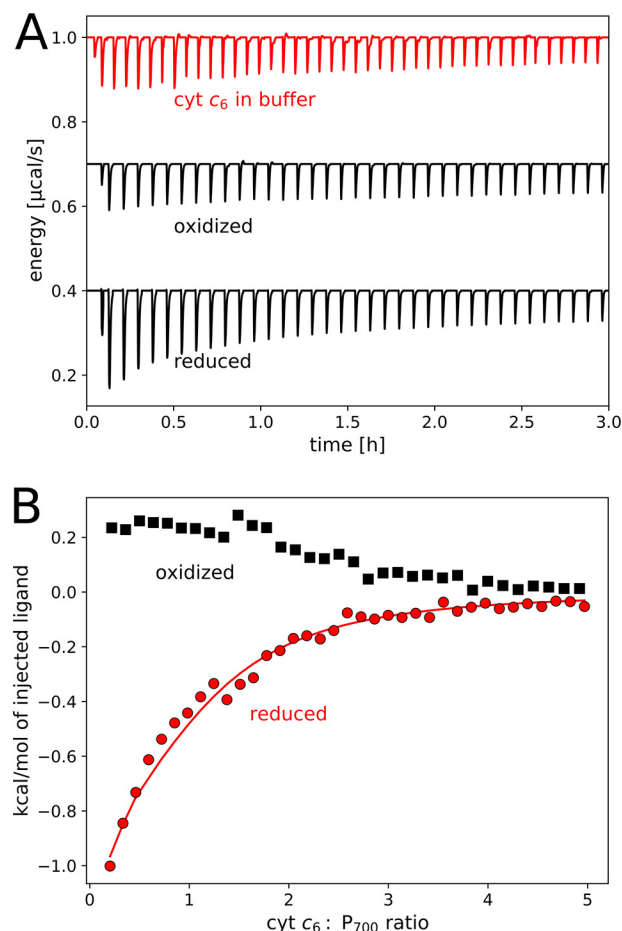 A
energy [µcal/s]
1.0
0.8
0.6
0.4
0.2
cyt c6 in buffer
oxidized
reduced
0.0 0.5 1.0 1.5 2.0 2.5 3.0
time [h]
B
kcal/mol of injected ligand
0.2
0.0
−0.2
−0.4
−0.6
−0.8
−1.0
oxidized
reduced
0 1 2 3 4 5
cyt c6: P700 ratio